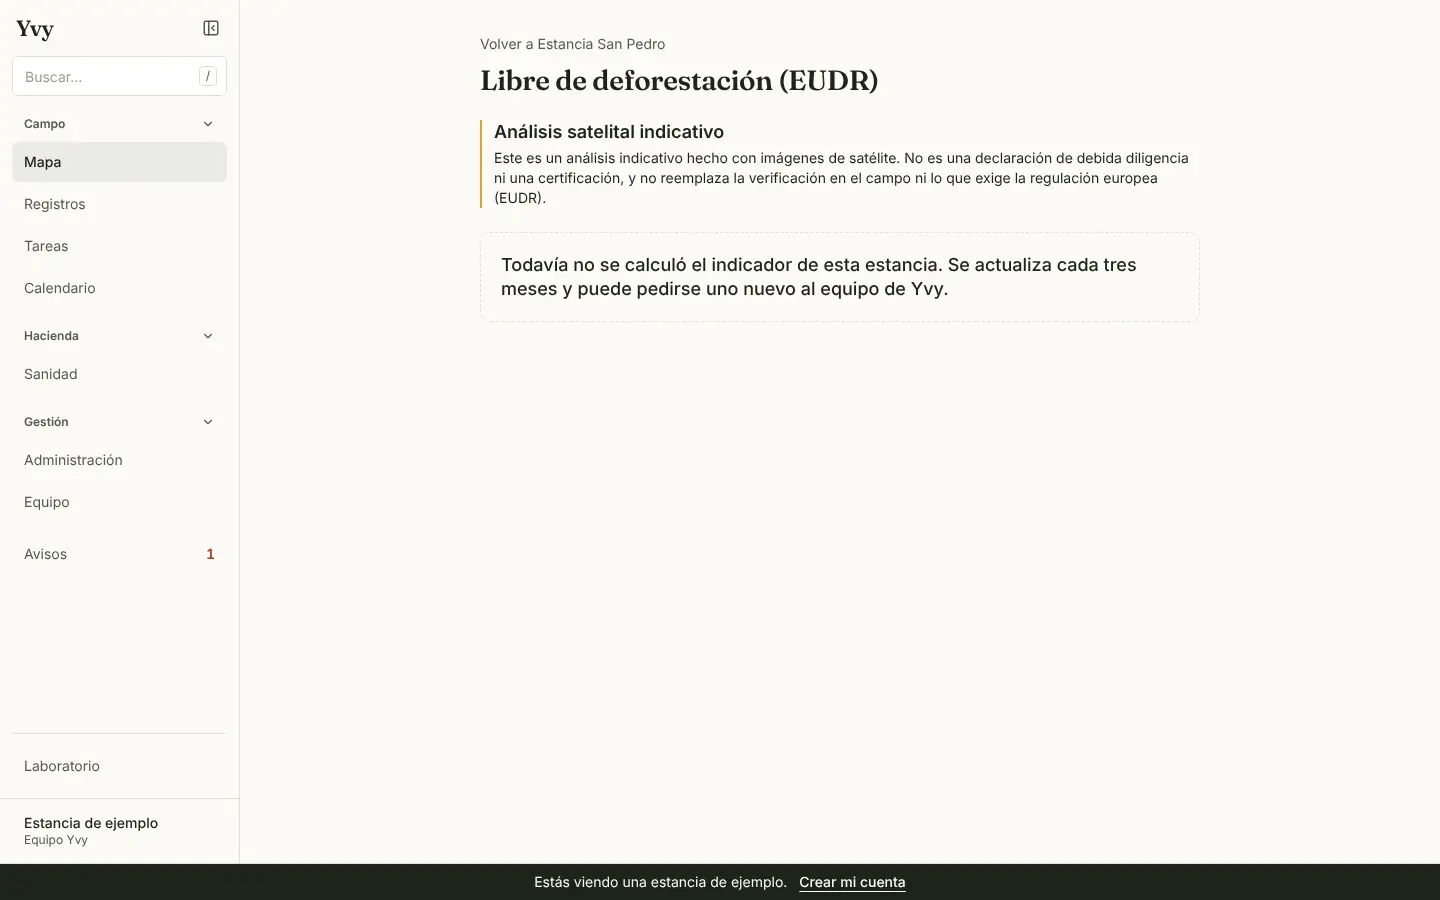 Yvy
Buscar...
/
Campo
Mapa
Registros
Tareas
Calendario
Hacienda
Sanidad
Gestión
Administración
Equipo
Avisos 1
Laboratorio
Estancia de ejemplo
Equipo Yvy
Volver a Estancia San Pedro
Libre de deforestación (EUDR)
Análisis satelital indicativo
Este es un análisis indicativo hecho con imágenes de satélite. No es una declaración de debida diligencia
ni una certificación, y no reemplaza la verificación en el campo ni lo que exige la regulación europea
(EUDR).
Todavía no se calculó el indicador de esta estancia. Se actualiza cada tres
meses y puede pedirse uno nuevo al equipo de Yvy.
Estás viendo una estancia de ejemplo. Crear mi cuenta